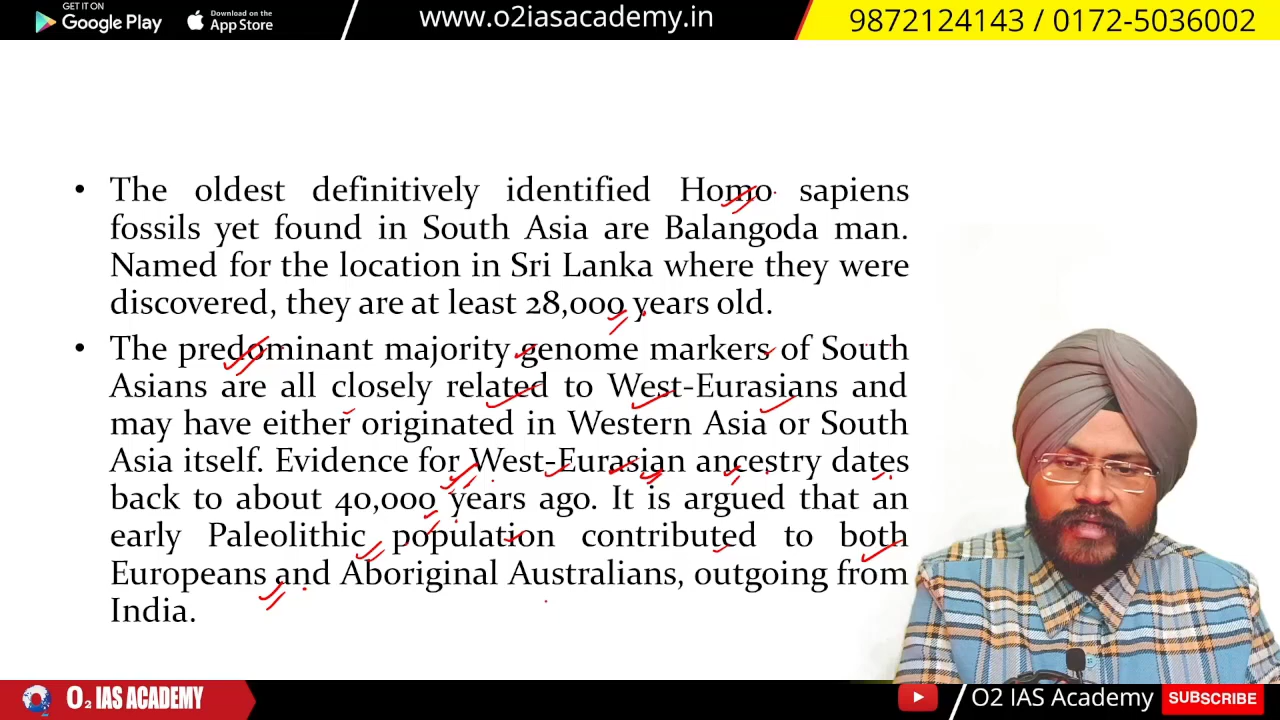 GET IT ON
Google Play
Download on the
App Store
www.o2iasacademy.in
9872124143 / 0172-5036002
• The oldest definitively identified Homo sapiens
fossils yet found in South Asia are Balangoda man.
Named for the location in Sri Lanka where they were
discovered, they are at least 28,000 years old.
• The predominant majority genome markers of South
Asians are all closely related to West-Eurasians and
may have either originated in Western Asia or South
Asia itself. Evidence for West-Eurasian ancestry dates
back to about 40,000 years ago. It is argued that an
early Paleolithic population contributed to both
Europeans and Aboriginal Australians, outgoing from
India.
O2 IAS ACADEMY
O2 IAS Academy
SUBSCRIBE